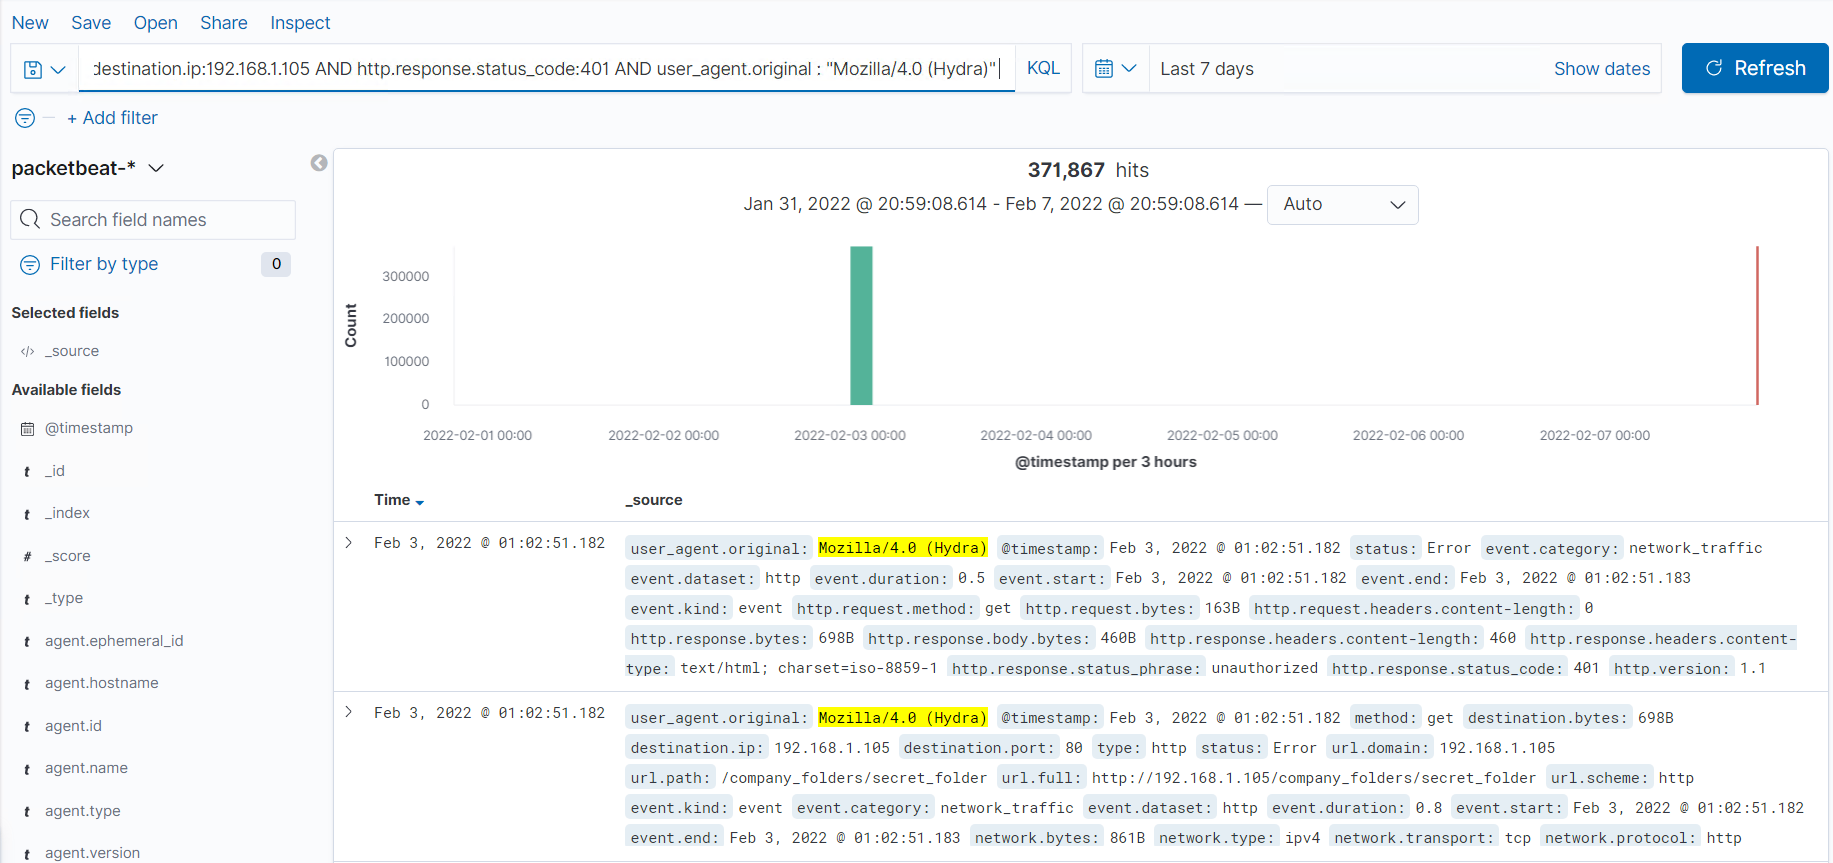 New Save Open Share Inspect
destination.ip:192.168.1.105 AND http.response.status_code:401 AND user_agent.original : "Mozilla/4.0 (Hydra)" KQL Last 7 days Show dates Refresh
+ Add filter
packetbeat-*
Search field names
Filter by type 0
Selected fields
</> _source
Available fields
@timestamp
t _id
t _index
# _score
t _type
t agent.ephemeral_id
t agent.hostname
t agent.id
t agent.name
t agent.type
t agent.version
371,867 hits
Jan 31, 2022 @ 20:59:08.614 - Feb 7, 2022 @ 20:59:08.614 — Auto
Count
300000
200000
100000
0
2022-02-01 00:00 2022-02-02 00:00 2022-02-03 00:00 2022-02-04 00:00 2022-02-05 00:00 2022-02-06 00:00 2022-02-07 00:00
@timestamp per 3 hours
Time _source
Feb 3, 2022 @ 01:02:51.182
user_agent.original: Mozilla/4.0 (Hydra) @timestamp: Feb 3, 2022 @ 01:02:51.182 status: Error event.category: network_traffic
event.dataset: http event.duration: 0.5 event.start: Feb 3, 2022 @ 01:02:51.182 event.end: Feb 3, 2022 @ 01:02:51.183
event.kind: event http.request.method: get http.request.bytes: 163B http.request.headers.content-length: 0
http.response.bytes: 698B http.response.body.bytes: 460B http.response.headers.content-length: 460 http.response.headers.content-
type: text/html; charset=iso-8859-1 http.response.status_phrase: unauthorized http.response.status_code: 401 http.version: 1.1
Feb 3, 2022 @ 01:02:51.182
user_agent.original: Mozilla/4.0 (Hydra) @timestamp: Feb 3, 2022 @ 01:02:51.182 method: get destination.bytes: 698B
destination.ip: 192.168.1.105 destination.port: 80 type: http status: Error url.domain: 192.168.1.105
url.path: /company_folders/secret_folder url.full: http://192.168.1.105/company_folders/secret_folder url.scheme: http
event.kind: event event.category: network_traffic event.dataset: http event.duration: 0.8 event.start: Feb 3, 2022 @ 01:02:51.182
event.end: Feb 3, 2022 @ 01:02:51.183 network.bytes: 861B network.type: ipv4 network.transport: tcp network.protocol: http